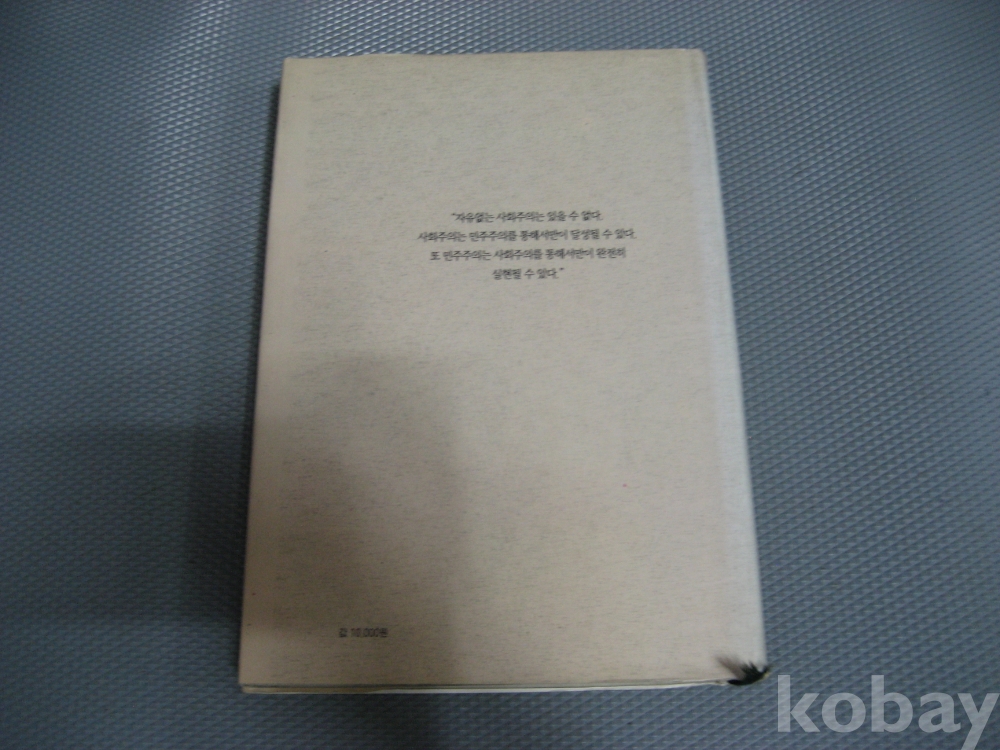 "자유없는 사회주의는 있을 수 없다.
사회주의는 민주주의를 통해서만이 달성될 수 있다.
또 민주주의는 사회주의를 통해서만이 완전히
실현될 수 있다."
값 10,000원
kobay